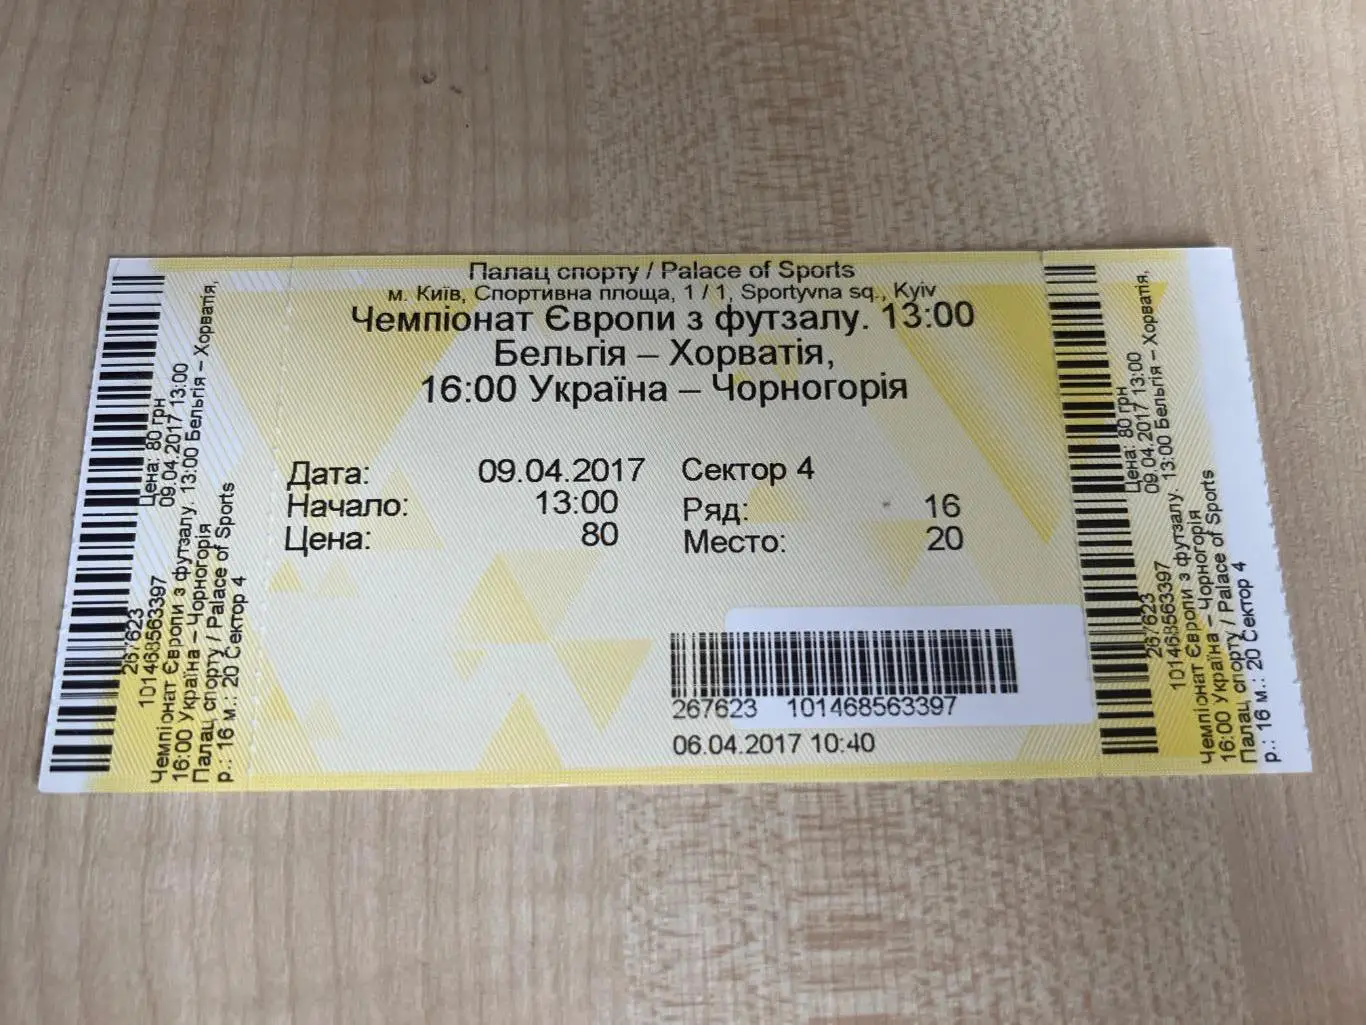 Палац спорту / Palace of Sports
м. Київ, Спортивна площа, 1 / 1, Sportyvna sq., Kyiv
Чемпіонат Європи з футзалу. 13:00
Бельгія – Хорватія,
16:00 Україна – Чорногорія
Дата: 09.04.2017
Начало: 13:00
Цена: 80
Сектор 4
Ряд: 16
Место: 20
267623 101468563397
06.04.2017 10:40
267623
101468563397
Цена: 80 грн
09.04.2017 13:00
Чемпіонат Європи з футзалу. 13:00 Бельгія – Хорватія,
16:00 Україна – Чорногорія
Палац спорту / Palace of Sports
р.: 16 м.: 20 Сектор 4
267623
101468563397
Цена: 80 грн
09.04.2017 13:00
Чемпіонат Європи з футзалу. 13:00 Бельгія – Хорватія,
16:00 Україна – Чорногорія
Палац спорту / Palace of Sports
р.: 16 м.: 20 Сектор 4